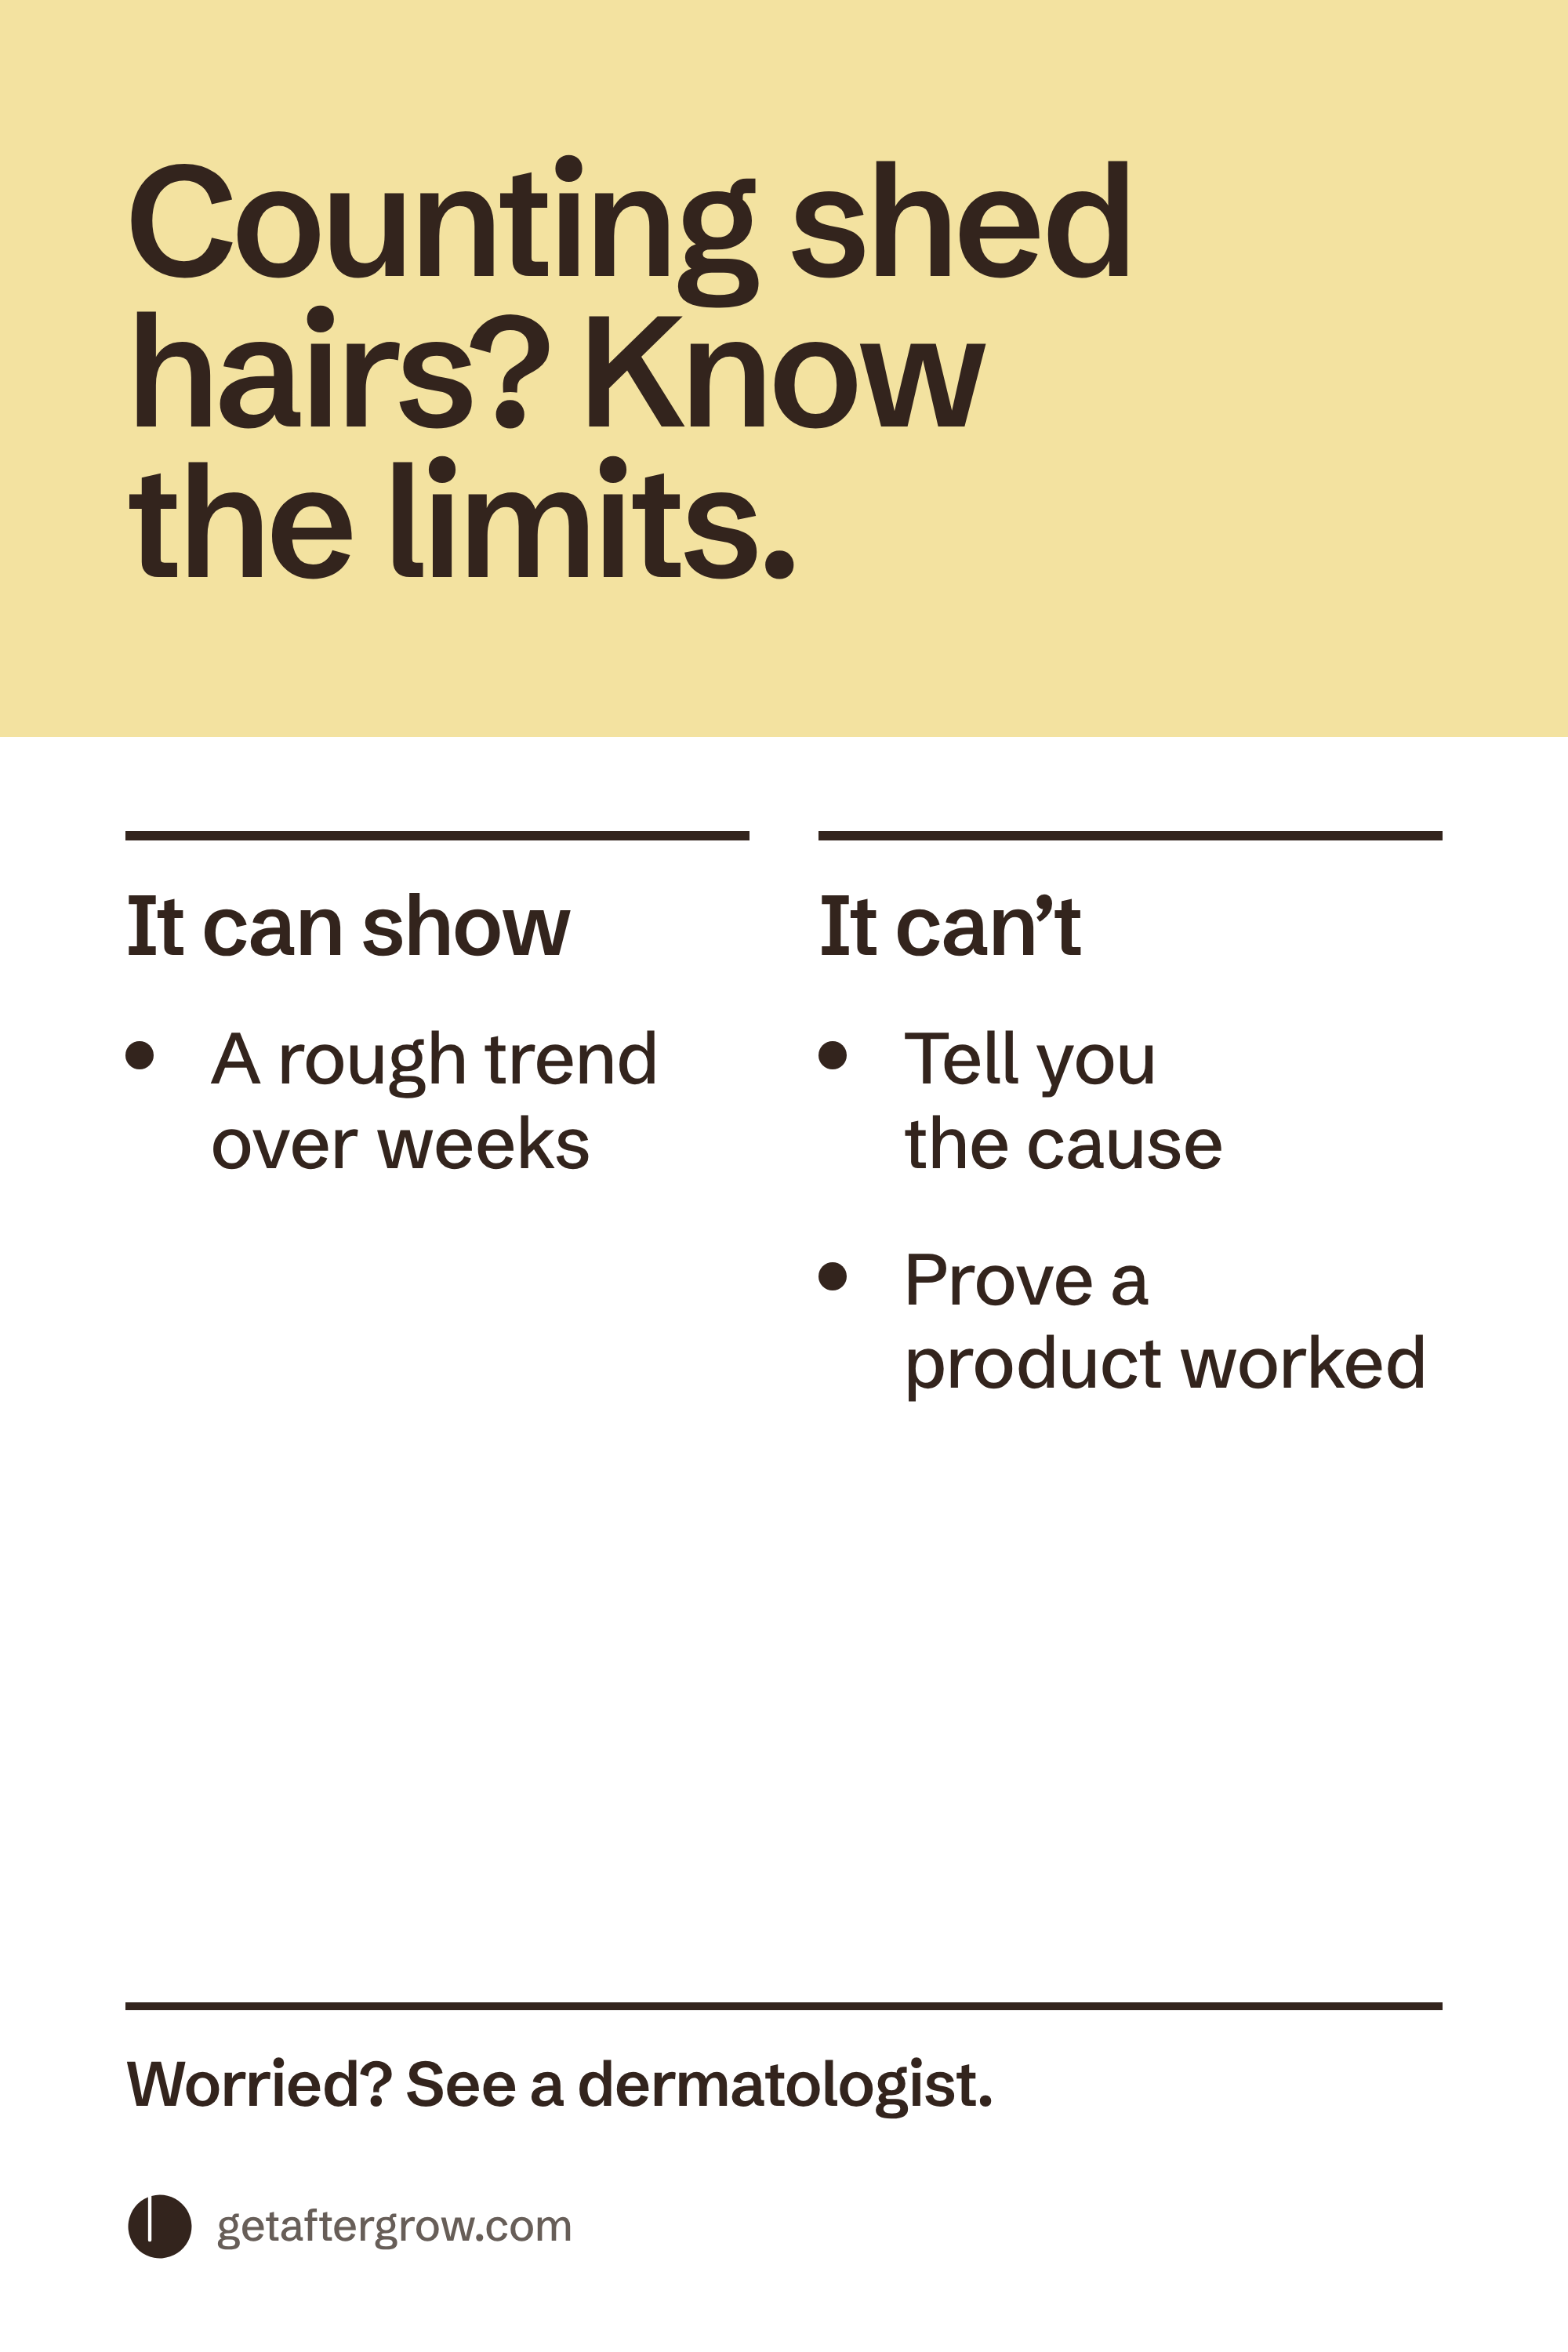 Counting shed
hairs? Know
the limits.
It can show
• A rough trend
over weeks
It can’t
• Tell you
the cause
• Prove a
product worked
Worried? See a dermatologist.
getaftergrow.com